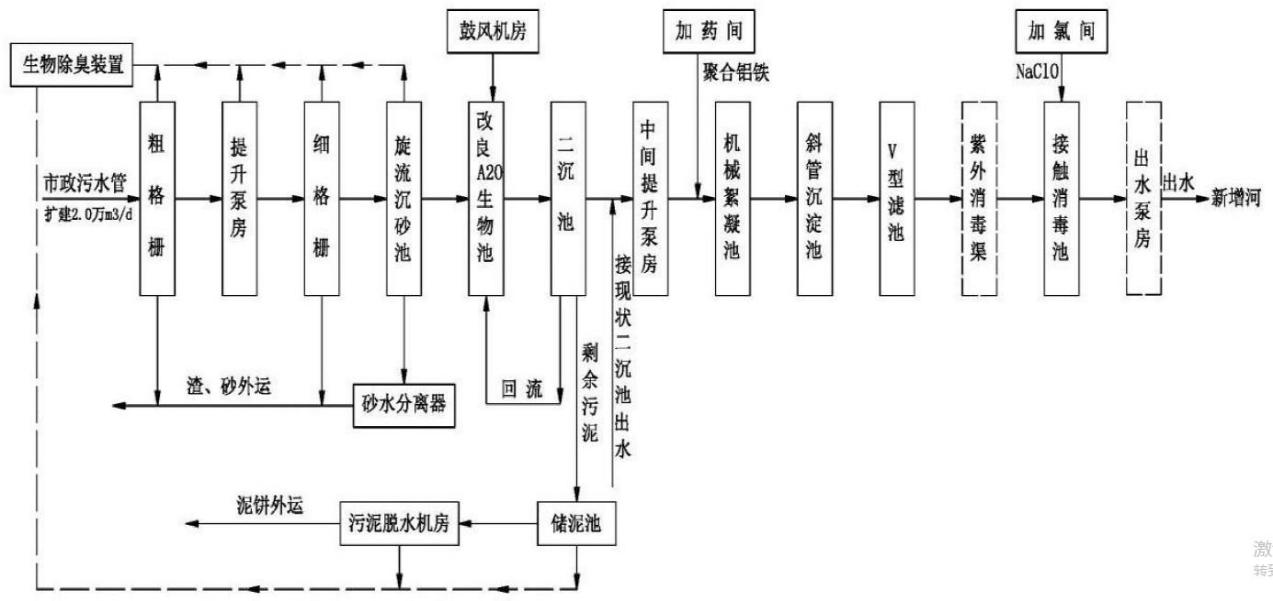 鼓风机房
加药间
加氯间
生物除臭装置
聚合铝铁
NaClO
市政污水管
扩建2.0万m3/d
粗格栅
提升泵房
细格栅
旋流沉砂池
改良A2O生物池
二沉池
中间提升泵房
机械絮凝池
斜管沉淀池
V型滤池
紫外消毒渠
接触消毒池
出水泵房
出水
新增河
接现状二沉池出水
剩余污泥
回流
渣、砂外运
砂水分离器
泥饼外运
污泥脱水机房
储泥池